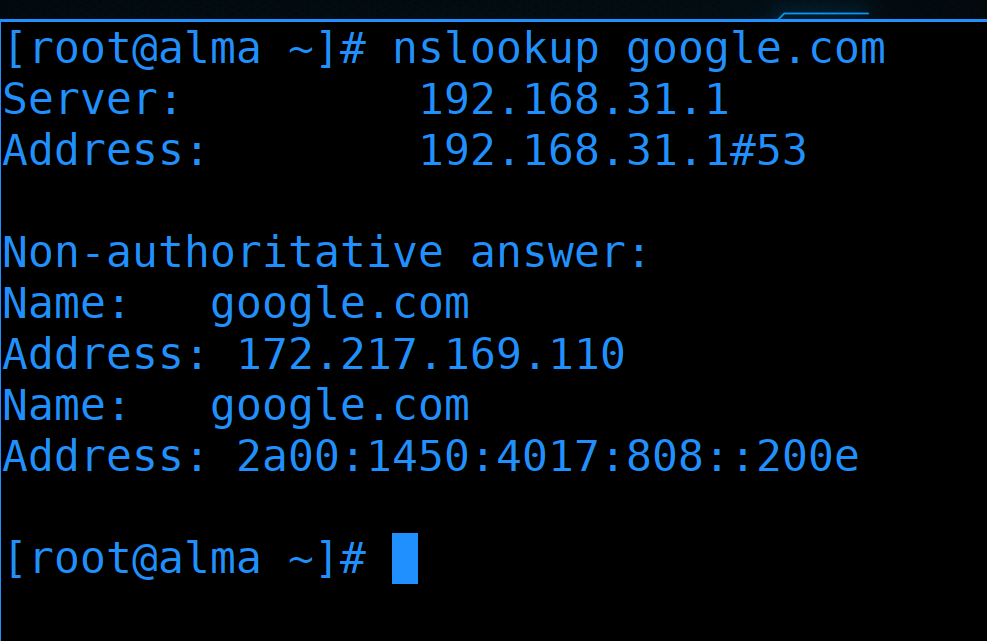 [root@alma ~]# nslookup google.com
Server:         192.168.31.1
Address:        192.168.31.1#53

Non-authoritative answer:
Name:   google.com
Address: 172.217.169.110
Name:   google.com
Address: 2a00:1450:4017:808::200e

[root@alma ~]#